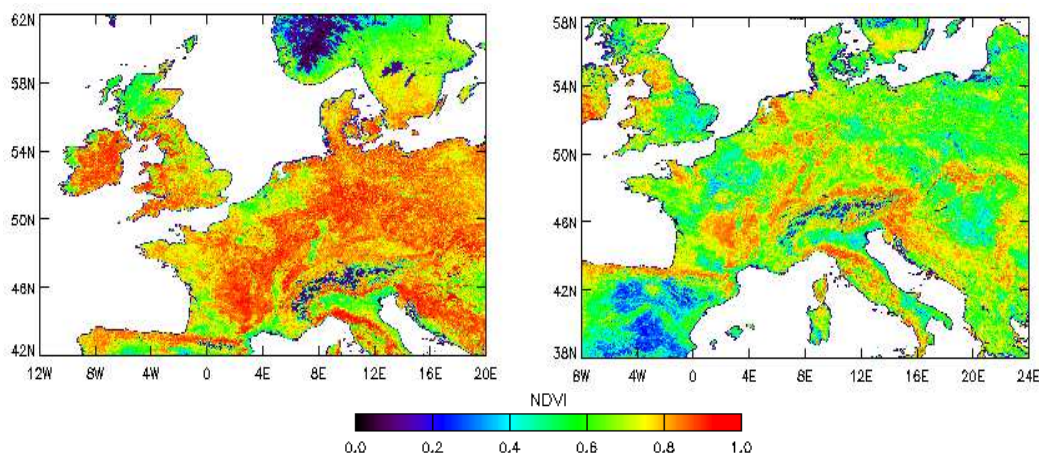 62N
58N
54N
50N
46N
42N
12W 8W 4W 0 4E 8E 12E 16E 20E
58N
54N
50N
46N
42N
38N
8W 4W 0 4E 8E 12E 16E 20E 24E
NDVI
0.0 0.2 0.4 0.6 0.8 1.0